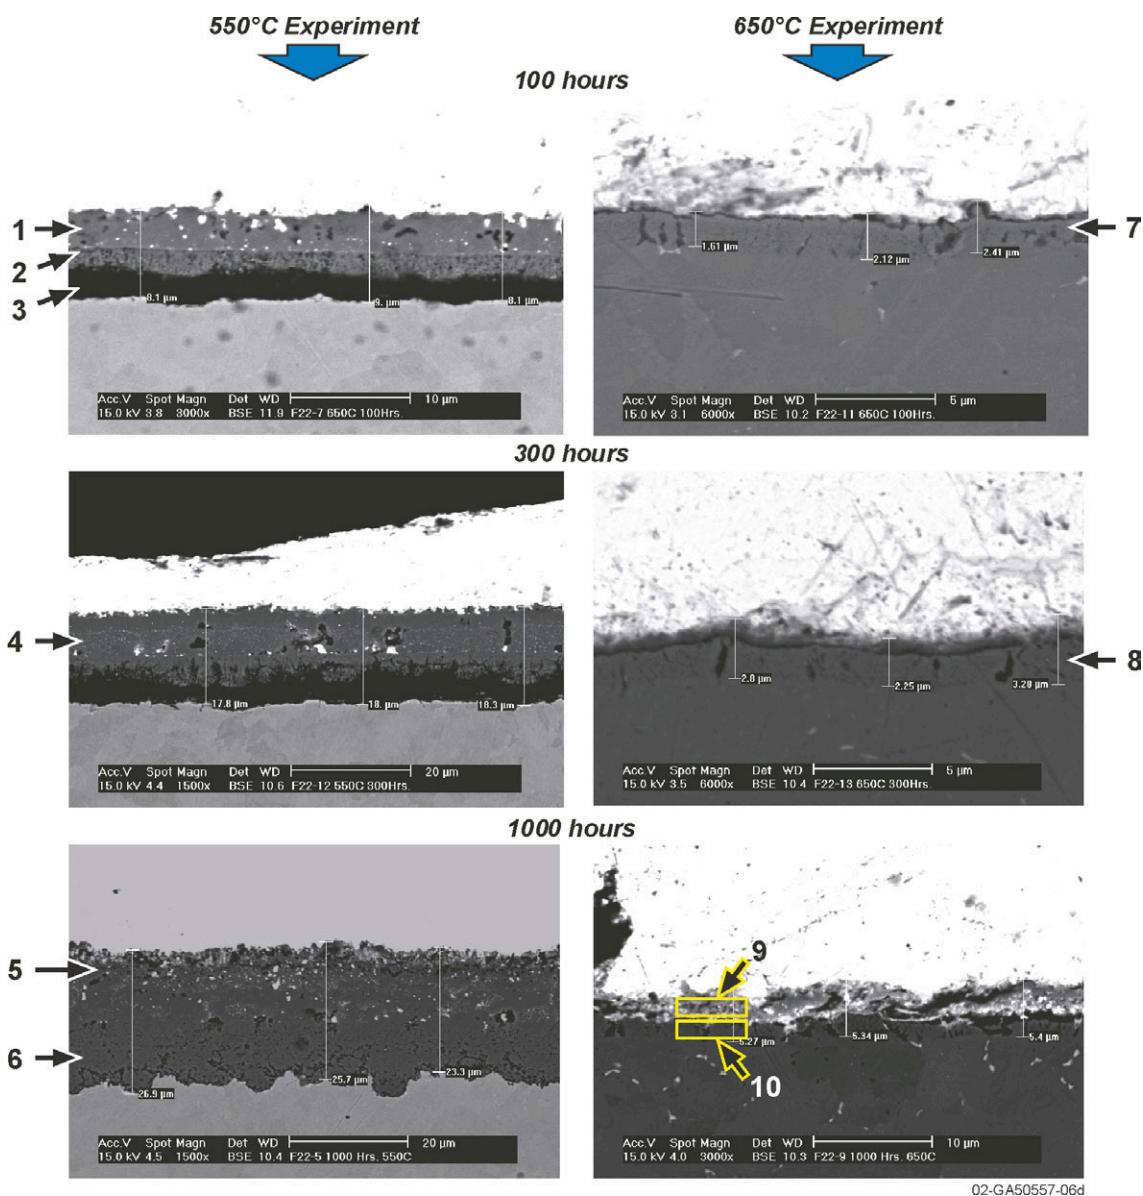 550°C Experiment
650°C Experiment
100 hours
1
2
3
8.1 µm
9. µm
8.1 µm
Acc.V Spot Magn Det WD 10 µm
15.0 kV 3.8 3000x BSE 11.9 F22-7 650C 100Hrs.
7
1.61 µm
2.12 µm
2.41 µm
Acc.V Spot Magn Det WD 5 µm
15.0 kV 3.1 6000x BSE 10.2 F22-11 650C 100Hrs.
300 hours
4
17.8 µm
18. µm
18.3 µm
Acc.V Spot Magn Det WD 20 µm
15.0 kV 4.4 1500x BSE 10.6 F22-12 550C 300Hrs.
8
2.8 µm
2.25 µm
3.28 µm
Acc.V Spot Magn Det WD 5 µm
15.0 kV 3.5 6000x BSE 10.4 F22-13 650C 300Hrs.
1000 hours
5
6
26.9 µm
25.7 µm
23.3 µm
Acc.V Spot Magn Det WD 20 µm
15.0 kV 4.5 1500x BSE 10.4 F22-5 1000 Hrs. 550C
9
10
5.27 µm
5.34 µm
5.4 µm
Acc.V Spot Magn Det WD 10 µm
15.0 kV 4.0 3000x BSE 10.3 F22-9 1000 Hrs. 650C
02-GA50557-06d